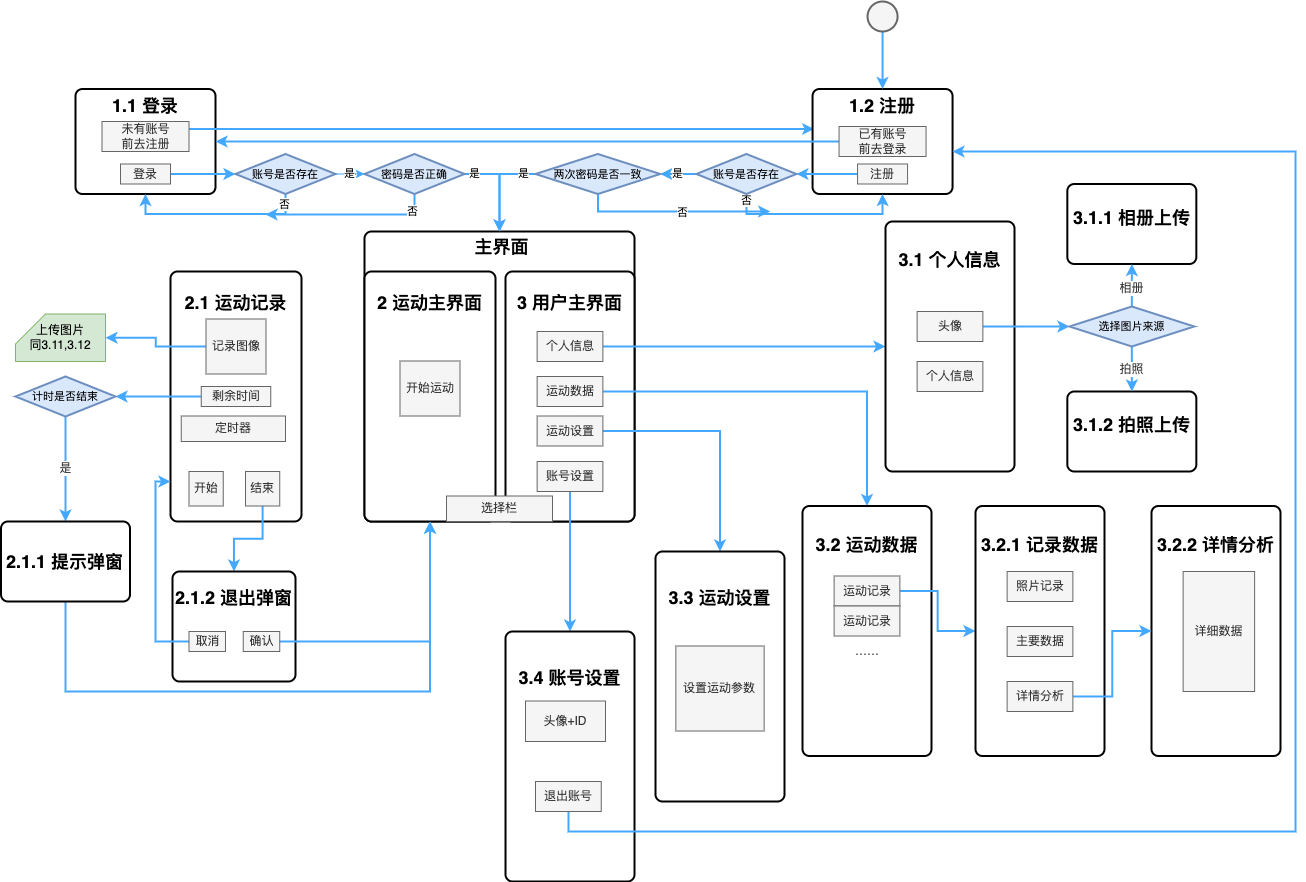 1.1 登录
未有账号
前去注册
登录
账号是否存在
是
否
密码是否正确
是
否
是
两次密码是否一致
否
是
账号是否存在
否
1.2 注册
已有账号
前去登录
注册
主界面
2 运动主界面
开始运动
3 用户主界面
个人信息
运动数据
运动设置
账号设置
选择栏
2.1 运动记录
记录图像
剩余时间
定时器
开始
结束
上传图片
同3.11,3.12
计时是否结束
是
2.1.1 提示弹窗
2.1.2 退出弹窗
取消
确认
3.1 个人信息
头像
个人信息
选择图片来源
相册
拍照
3.1.1 相册上传
3.1.2 拍照上传
3.2 运动数据
运动记录
运动记录
......
3.2.1 记录数据
照片记录
主要数据
详情分析
3.2.2 详情分析
详细数据
3.3 运动设置
设置运动参数
3.4 账号设置
头像+ID
退出账号